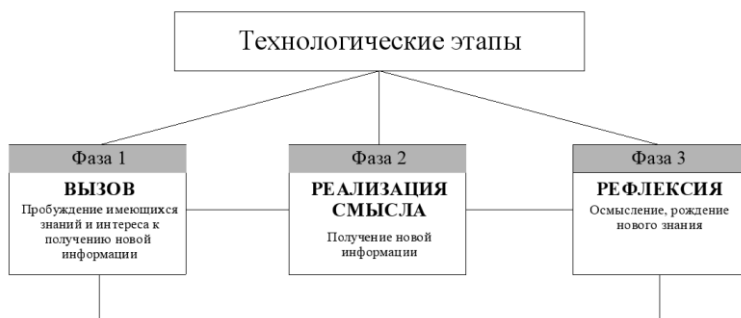 Технологические этапы
Фаза 1
ВЫЗОВ
Пробуждение имеющихся
знаний и интереса к
получению новой
информации
Фаза 2
РЕАЛИЗАЦИЯ
СМЫСЛА
Получение новой
информации
Фаза 3
РЕФЛЕКСИЯ
Осмысление, рождение
нового знания